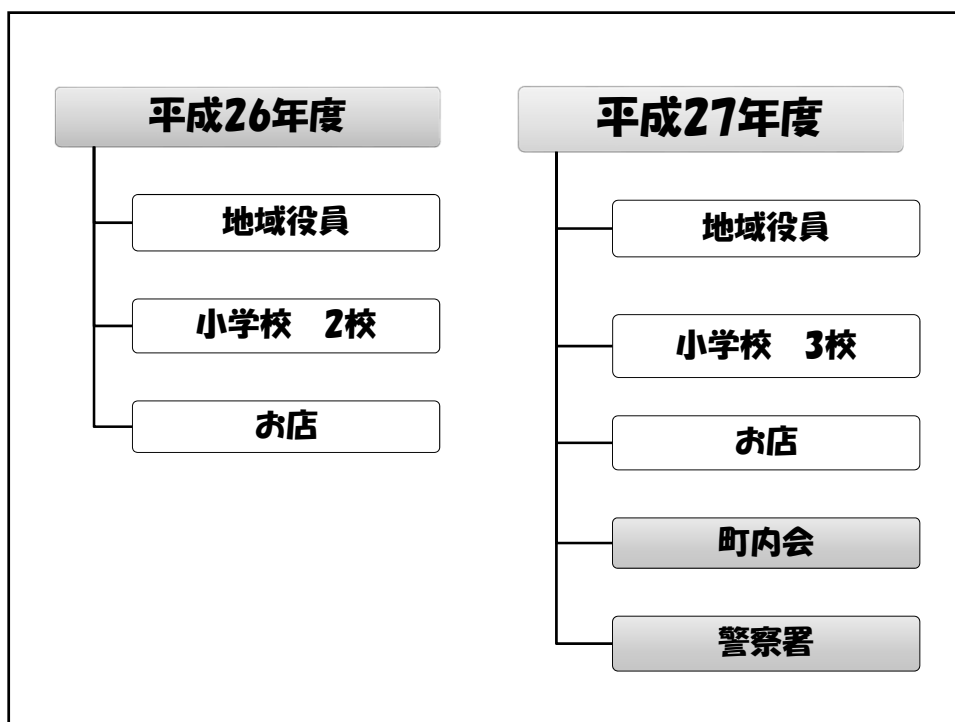 平成26年度
地域役員
小学校　2校
お店
平成27年度
地域役員
小学校　3校
お店
町内会
警察署